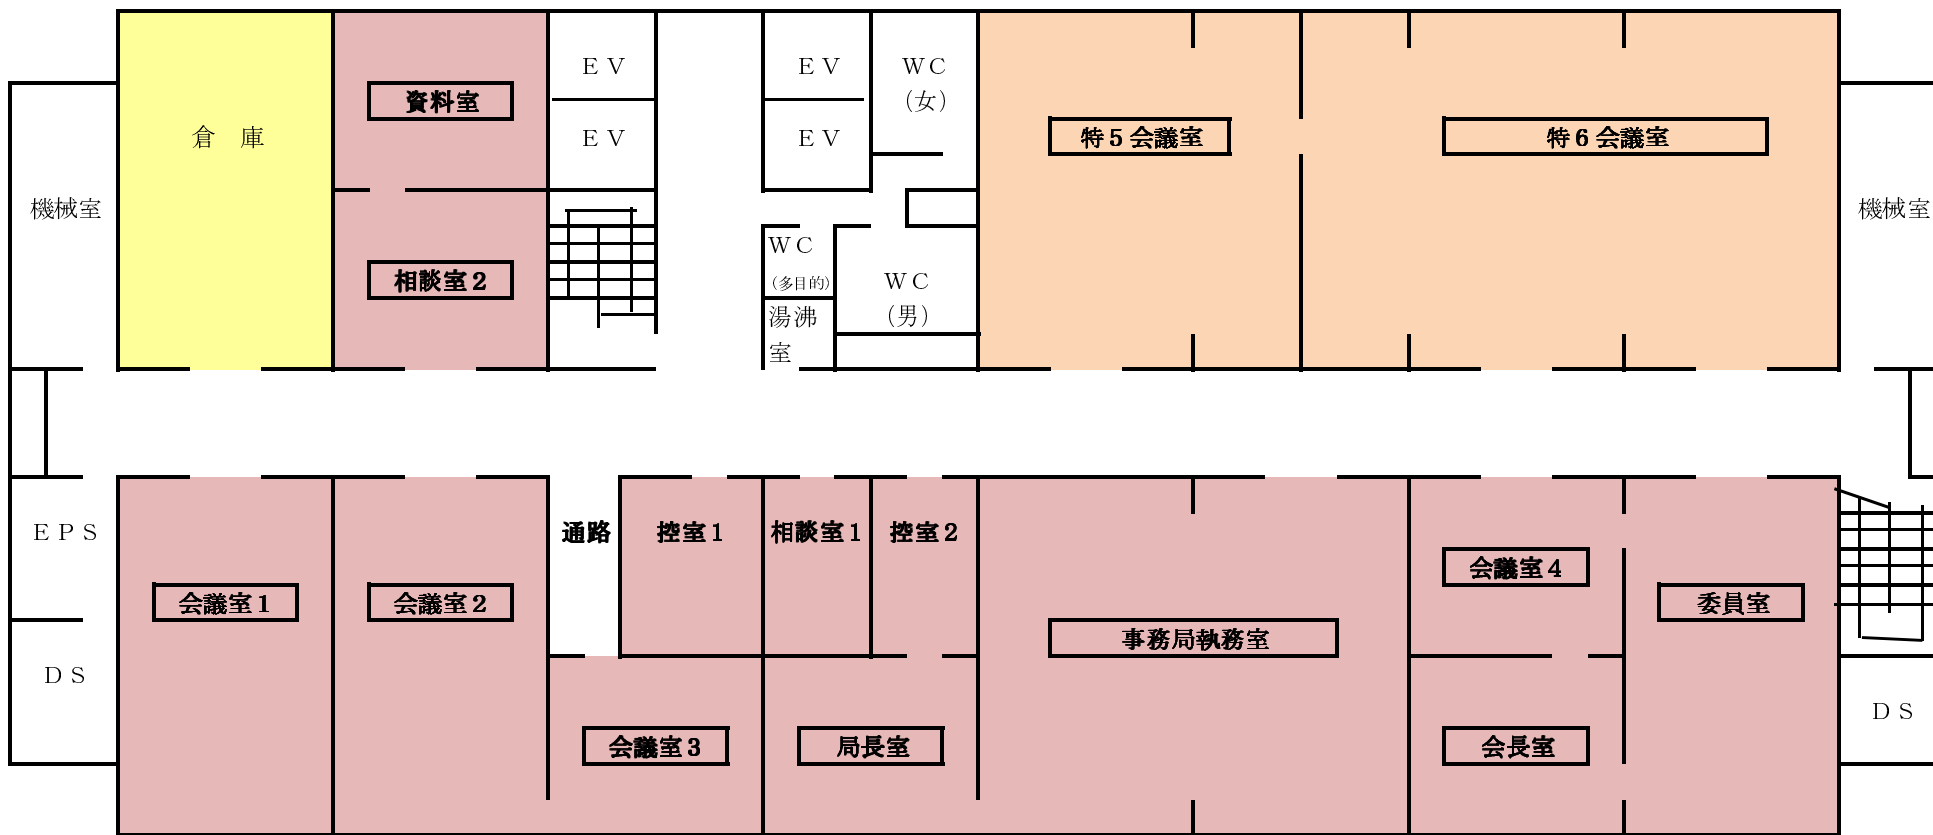 ＥＶ
ＥＶ
ＷＣ
（女）
資料室
倉　庫
ＥＶ
ＥＶ
特５会議室
特６会議室
機械室
機械室
ＷＣ
（多目的）
相談室２
ＷＣ
（男）
湯沸
室
ＥＰＳ
通路
控室１
相談室１
控室２
会議室４
会議室１
会議室２
委員室
事務局執務室
ＤＳ
ＤＳ
会議室３
局長室
会長室